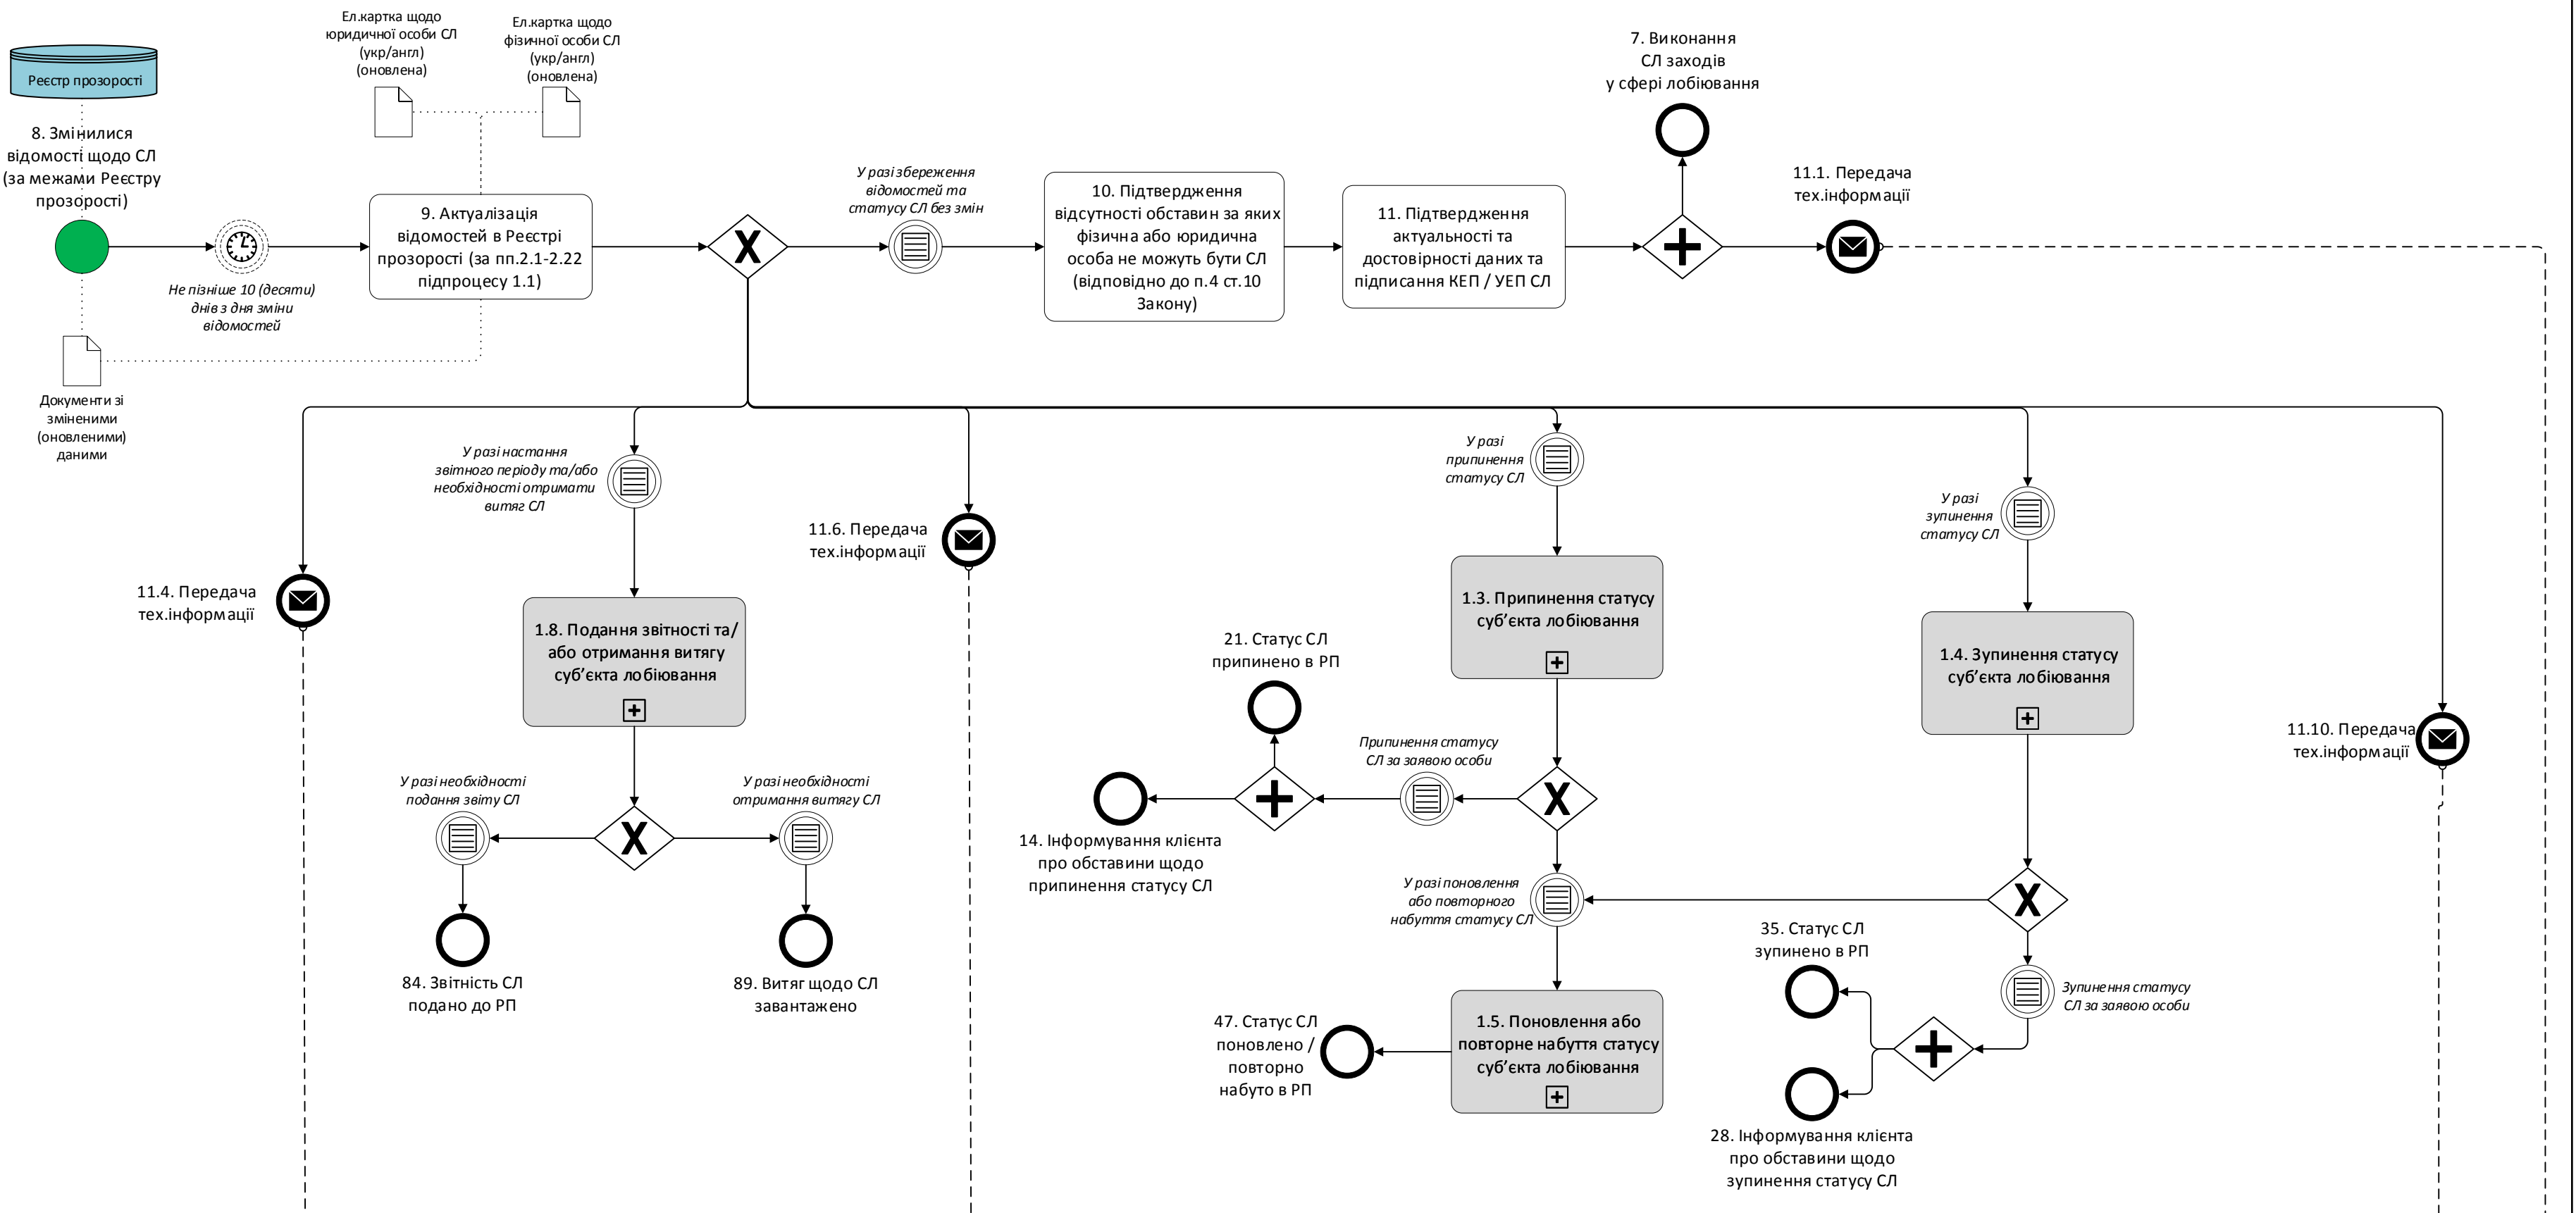 Ел.картка щодо
юридичної особи СЛ
(укр/англ)
(оновлена)
Ел.картка щодо
фізичної особи СЛ
(укр/англ)
(оновлена)
Реєстр прозорості
8. Змінилися
відомості щодо СЛ
(за межами Реєстру
прозорості)
Не пізніше 10 (десяти)
днів з дня зміни
відомостей
9. Актуалізація
відомостей в Реєстрі
прозорості (за пп.2.1-2.22
підпроцесу 1.1)
Документи зі
зміненими
(оновленими)
даними
У разі збереження
відомостей та
статусу СЛ без змін
10. Підтвердження
відсутності обставин за яких
фізична або юридична
особа не можуть бути СЛ
(відповідно до п.4 ст.10
Закону)
11. Підтвердження
актуальності та
достовірності даних та
підписання КЕП / УЕП СЛ
7. Виконання
СЛ заходів
у сфері лобіювання
11.1. Передача
тех.інформації
11.4. Передача
тех.інформації
У разі настання
звітного періоду та/або
необхідності отримати
витяг СЛ
1.8. Подання звітності та/
або отримання витягу
суб’єкта лобіювання
У разі необхідності
подання звіту СЛ
У разі необхідності
отримання витягу СЛ
84. Звітність СЛ
подано до РП
89. Витяг щодо СЛ
завантажено
11.6. Передача
тех.інформації
У разі
припинення
статусу СЛ
1.3. Припинення статусу
суб’єкта лобіювання
21. Статус СЛ
припинено в РП
Припинення статусу
СЛ за заявою особи
14. Інформування клієнта
про обставини щодо
припинення статусу СЛ
У разі поновлення
або повторного
набуття статусу СЛ
47. Статус СЛ
поновлено /
повторно
набуто в РП
1.5. Поновлення або
повторне набуття статусу
суб’єкта лобіювання
У разі
зупинення
статусу СЛ
1.4. Зупинення статусу
суб’єкта лобіювання
35. Статус СЛ
зупинено в РП
Зупинення статусу
СЛ за заявою особи
28. Інформування клієнта
про обставини щодо
зупинення статусу СЛ
11.10. Передача
тех.інформації